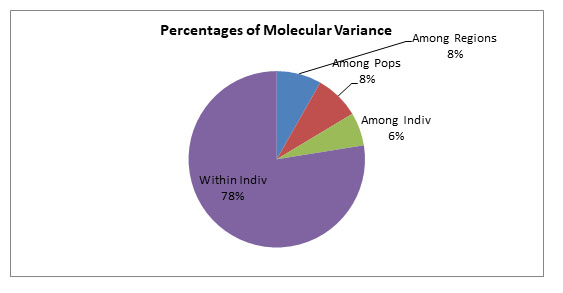 Percentages of Molecular Variance
Among Regions
8%
Among Pops
8%
Among Indiv
6%
Within Indiv
78%